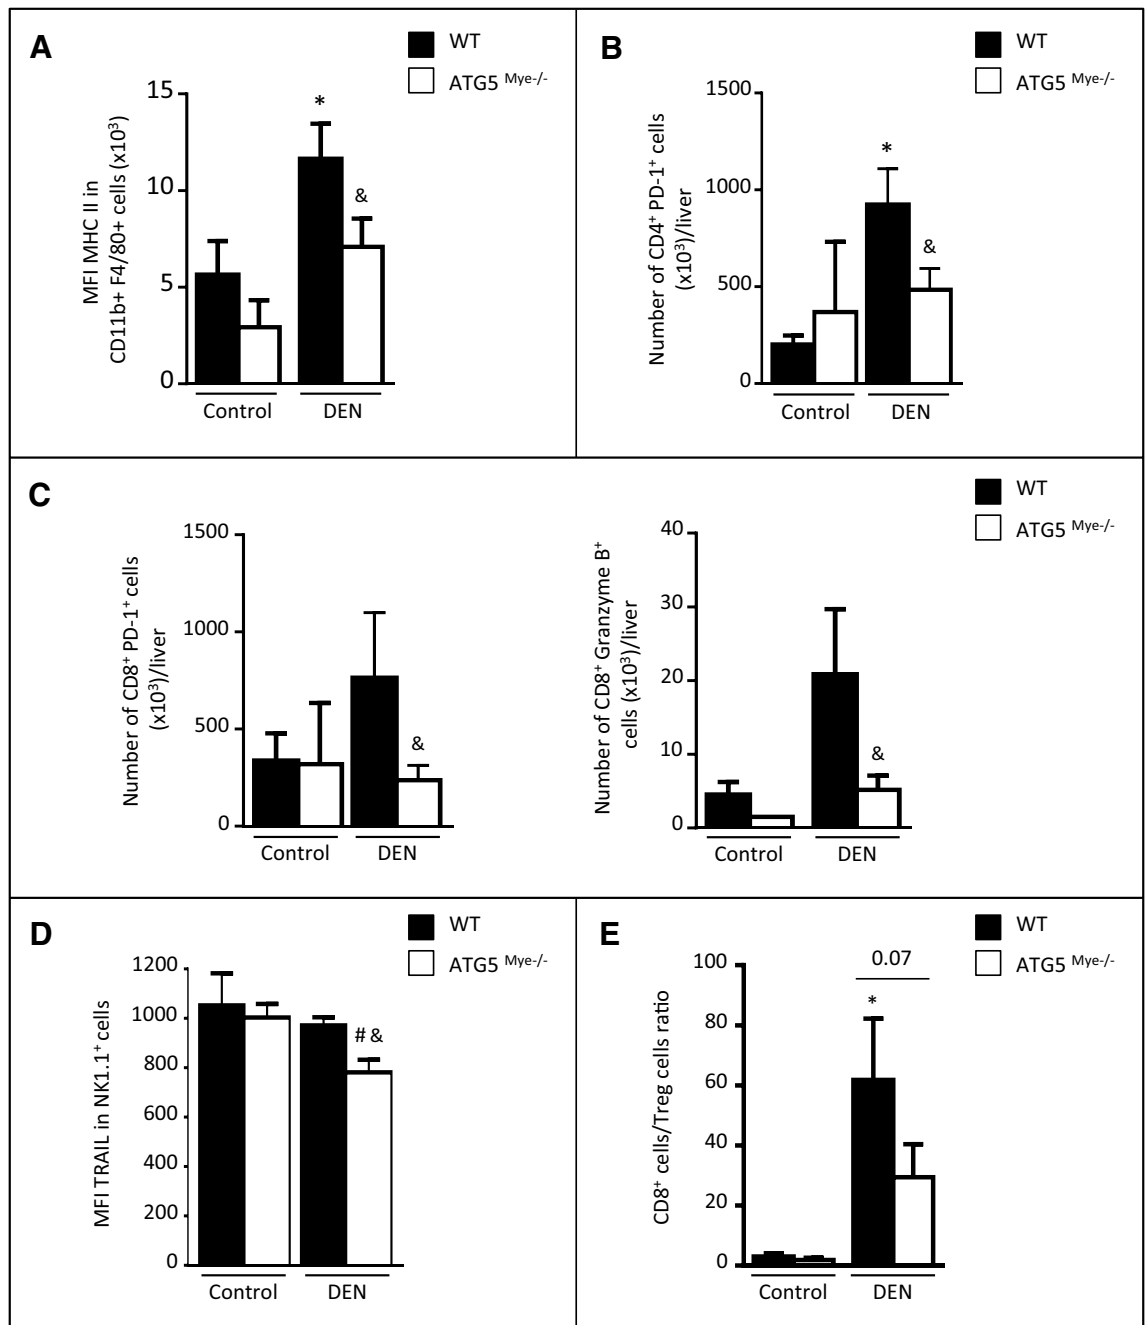 A
WT
ATG5 Mye-/-
MFI MHC II in
CD11b+ F4/80+ cells (x10³)
15
10
5
0
*
&
Control
DEN
B
WT
ATG5 Mye-/-
Number of CD4⁺ PD-1⁺ cells
(x10³)/liver
1500
1000
500
0
*
&
Control
DEN
C
WT
ATG5 Mye-/-
Number of CD8⁺ PD-1⁺ cells
(x10³)/liver
1500
1000
500
0
&
Control
DEN
Number of CD8⁺ Granzyme B⁺
cells (x10³)/liver
40
30
20
10
0
&
Control
DEN
D
WT
ATG5 Mye-/-
MFI TRAIL in NK1.1⁺ cells
1200
1000
800
600
400
200
0
# &
Control
DEN
E
WT
ATG5 Mye-/-
CD8⁺ cells/Treg cells ratio
100
80
60
40
20
0
0.07
*
Control
DEN